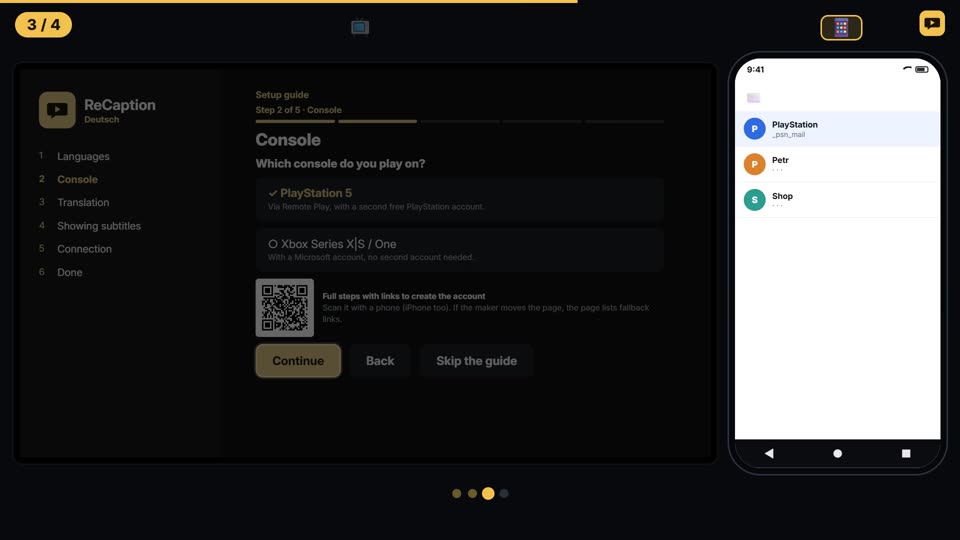 3 / 4
ReCaption
Deutsch
1 Languages
2 Console
3 Translation
4 Showing subtitles
5 Connection
6 Done
Setup guide
Step 2 of 5 · Console
Console
Which console do you play on?
✓ PlayStation 5
Via Remote Play, with a second free PlayStation account.
Xbox Series X|S / One
With a Microsoft account, no second account needed.
Full steps with links to create the account
Scan it with a phone (iPhone too). If the maker moves the page, the page lists fallback
links.
Continue
Back
Skip the guide
9:41
P
PlayStation
_psn_mail
P
Petr
· · ·
S
Shop
· · ·